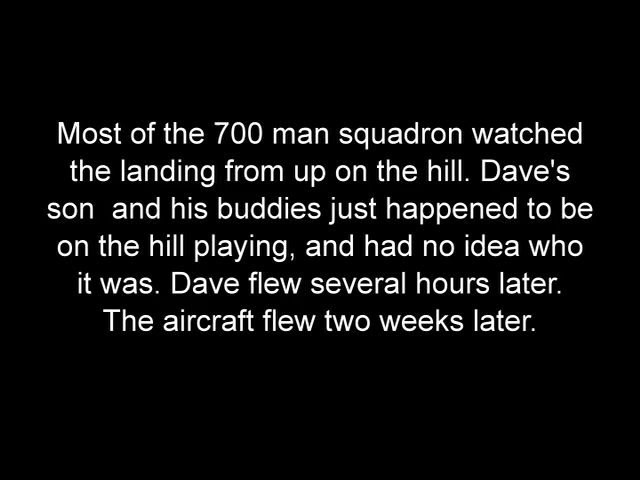 Most of the 700 man squadron watched
the landing from up on the hill. Dave's
son  and his buddies just happened to be
on the hill playing, and had no idea who
it was. Dave flew several hours later.
The aircraft flew two weeks later.